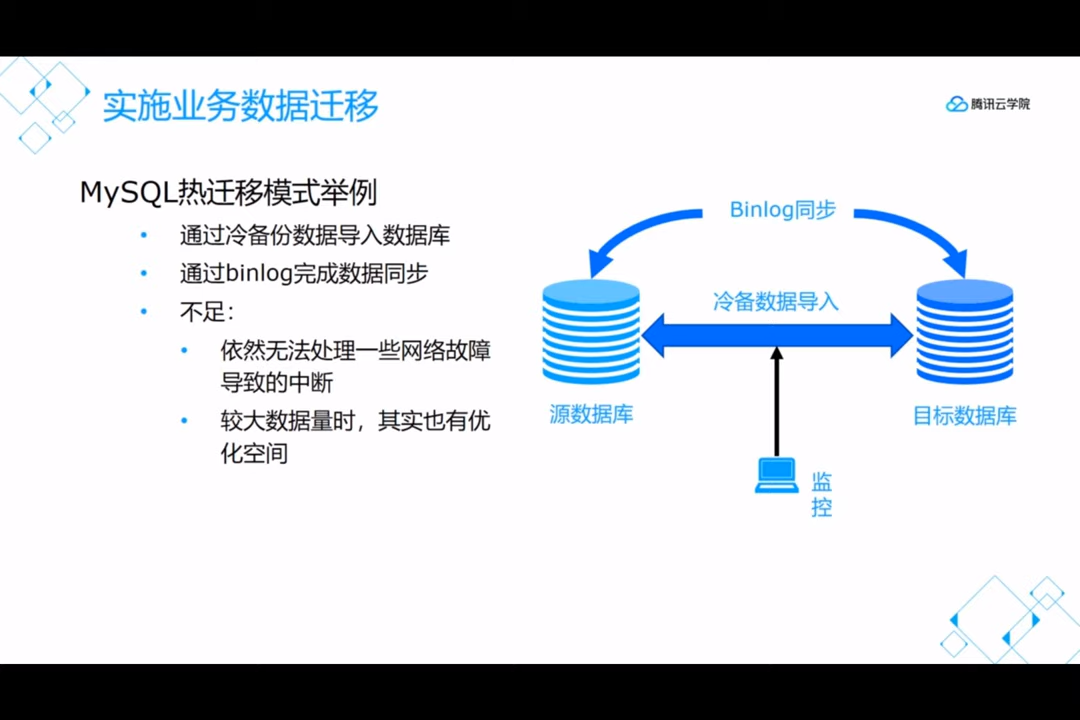 实施业务数据迁移
腾讯云学院
MySQL热迁移模式举例
• 通过冷备份数据导入数据库
• 通过binlog完成数据同步
• 不足：
• 依然无法处理一些网络故障
导致的中断
• 较大数据量时，其实也有优
化空间
Binlog同步
冷备数据导入
源数据库
目标数据库
监
控